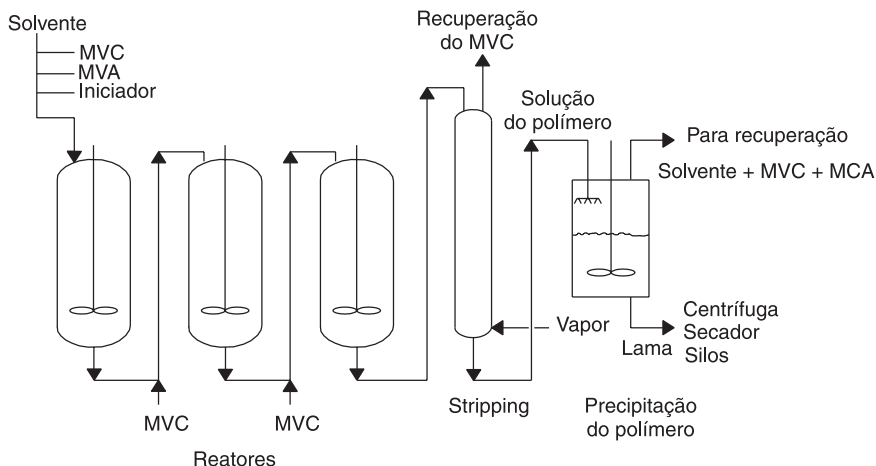 Solvente
MVC
MVA
Iniciador
Recuperação
do MVC
Solução
do polímero
Para recuperação
Solvente + MVC + MCA
Vapor
Centrífuga
Secador
Silos
Lama
MVC
MVC
Reatores
Stripping
Precipitação
do polímero